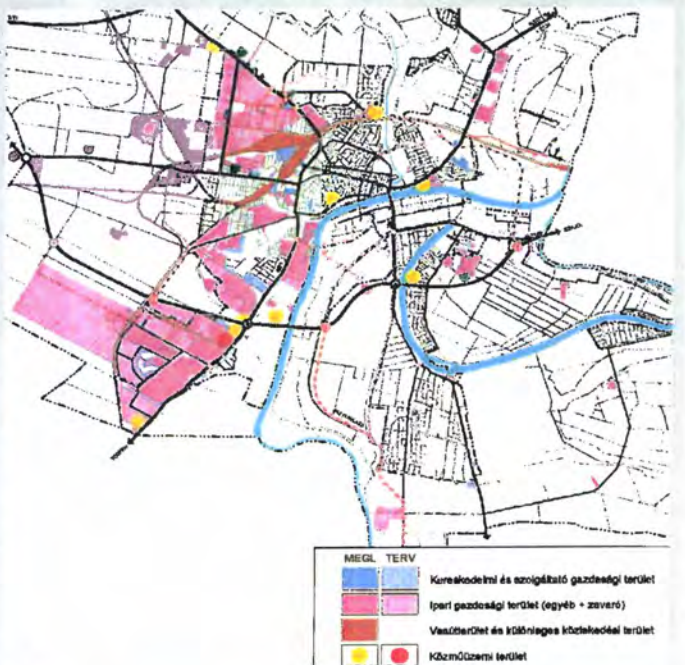 MEGL TERV
Kereskedelmi és szolgáltató gazdasági terület
Ipari gazdasági terület (egyéb + zavaró)
Vasútterület és különleges közlekedési terület
Közműüzemi terület